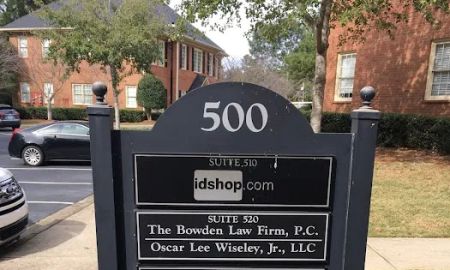 500
SUITE 510
idshop.com
SUITE 520
THE BOWDEN LAW FIRM, P.C.
OSCAR LEE WISELEY, JR., LLC